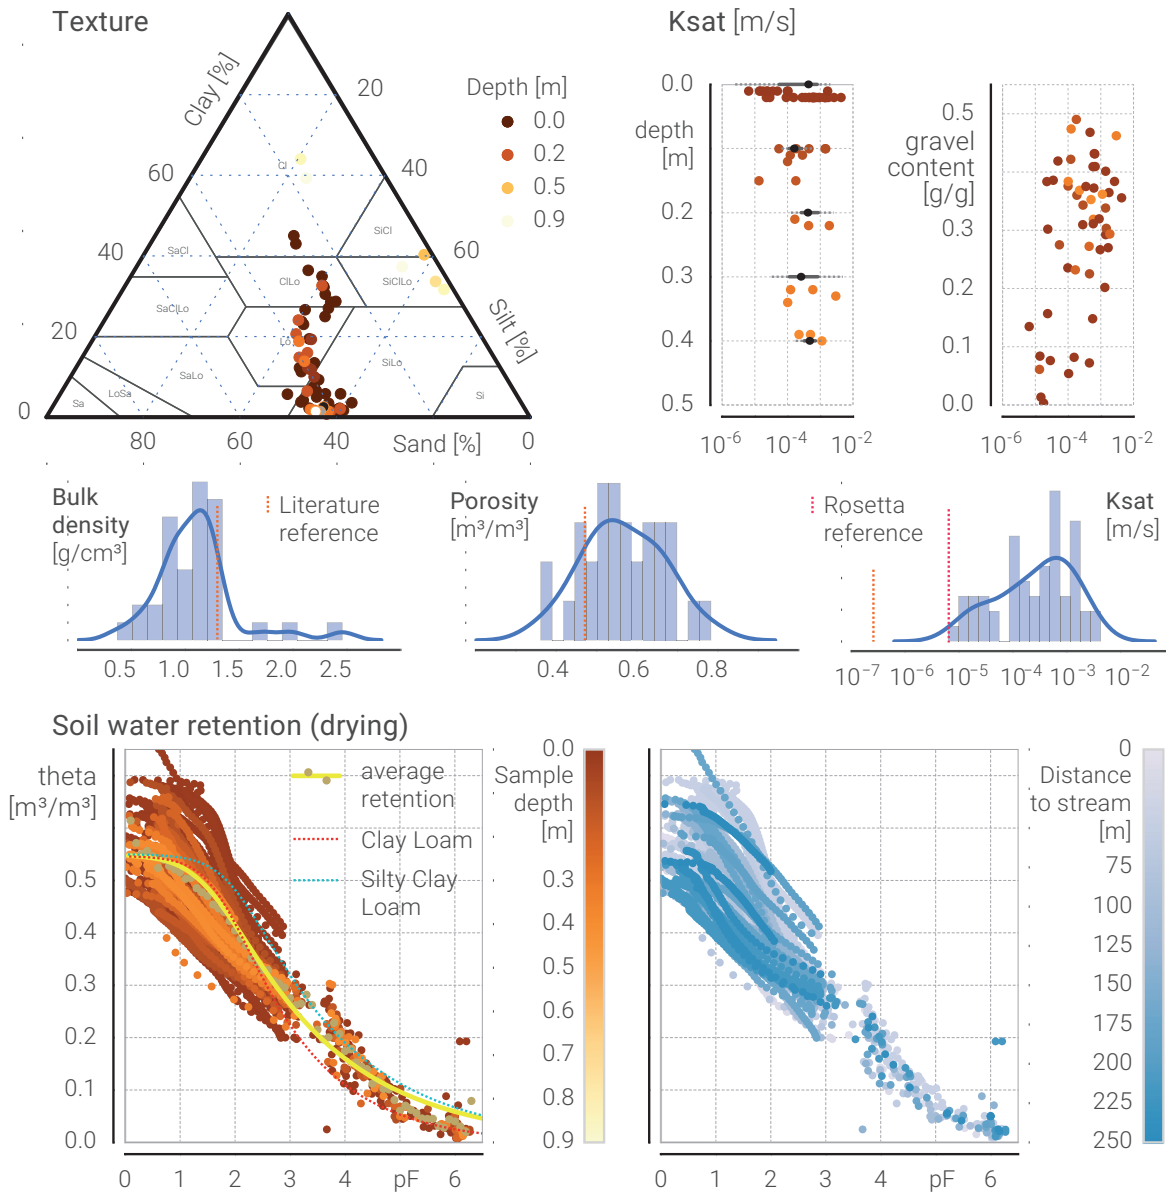 Texture
Clay [%]
20
40
60
60
40
20
0
80
60
40
Sand [%]
0
Silt [%]
Cl
SiCl
SaCl
ClLo
SiClLo
SaClLo
Lo
SiLo
SaLo
LoSa
Sa
Si
Depth [m]
0.0
0.2
0.5
0.9
Ksat [m/s]
0.0
depth
[m]
0.2
0.3
0.4
0.5
10⁻⁶
10⁻⁴
10⁻²
0.5
gravel
content
[g/g]
0.3
0.2
0.1
0.0
10⁻⁶
10⁻⁴
10⁻²
Bulk
density
[g/cm³]
Literature
reference
0.5
1.0
1.5
2.0
2.5
Porosity
[m³/m³]
0.4
0.6
0.8
Rosetta
reference
Ksat
[m/s]
10⁻⁷
10⁻⁶
10⁻⁵
10⁻⁴
10⁻³
10⁻²
Soil water retention (drying)
theta
[m³/m³]
0.5
0.4
0.3
0.2
0.1
0.0
0
1
2
3
4
pF
6
average
retention
Clay Loam
Silty Clay
Loam
Sample
depth
[m]
0.0
0.3
0.4
0.5
0.6
0.7
0.8
0.9
0
1
2
3
4
pF
6
Distance
to stream
[m]
0
75
100
125
150
175
200
225
250